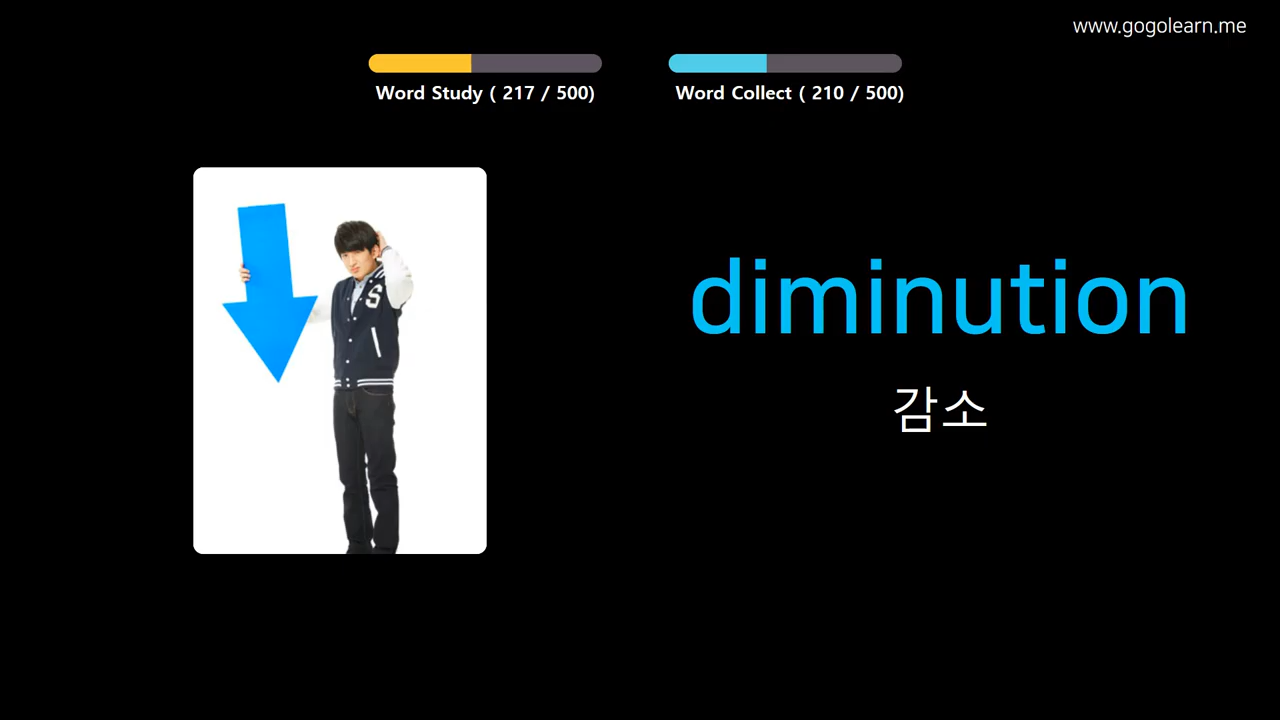 www.gogolearn.me
Word Study ( 217 / 500)
Word Collect ( 210 / 500)
S
diminution
감소